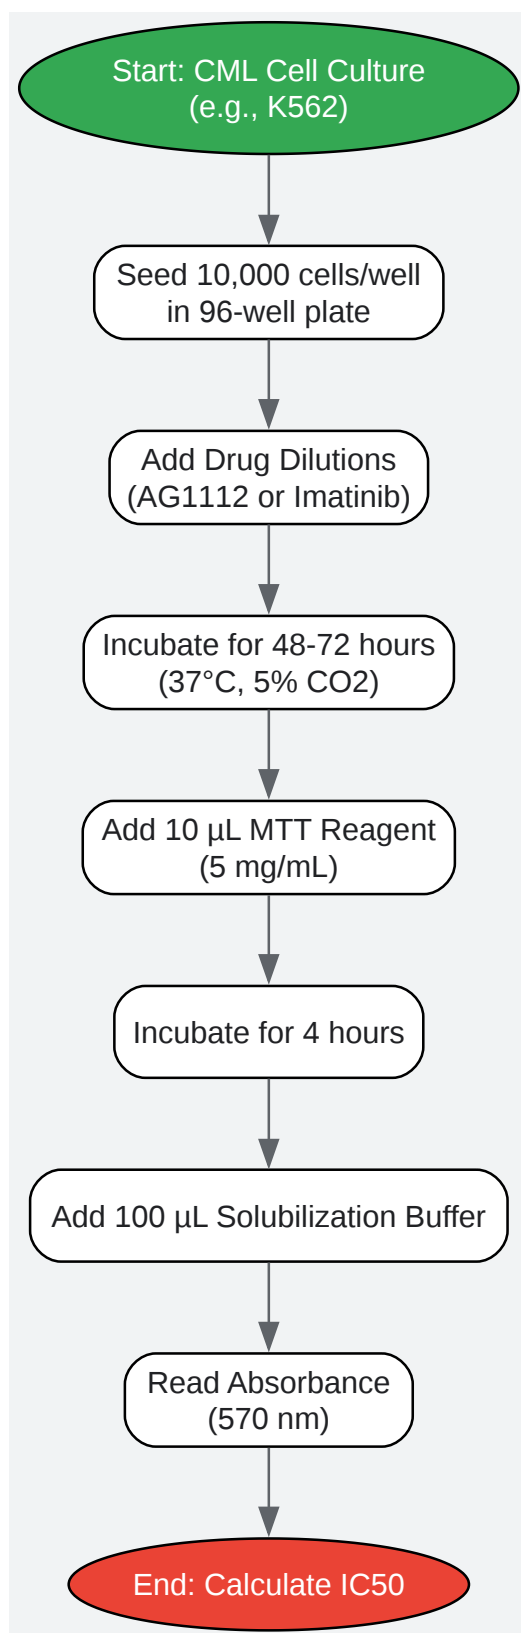 Start: CML Cell Culture
(e.g., K562)
Seed 10,000 cells/well
in 96-well plate
Add Drug Dilutions
(AG1112 or Imatinib)
Incubate for 48-72 hours
(37°C, 5% CO2)
Add 10 µL MTT Reagent
(5 mg/mL)
Incubate for 4 hours
Add 100 µL Solubilization Buffer
Read Absorbance
(570 nm)
End: Calculate IC50